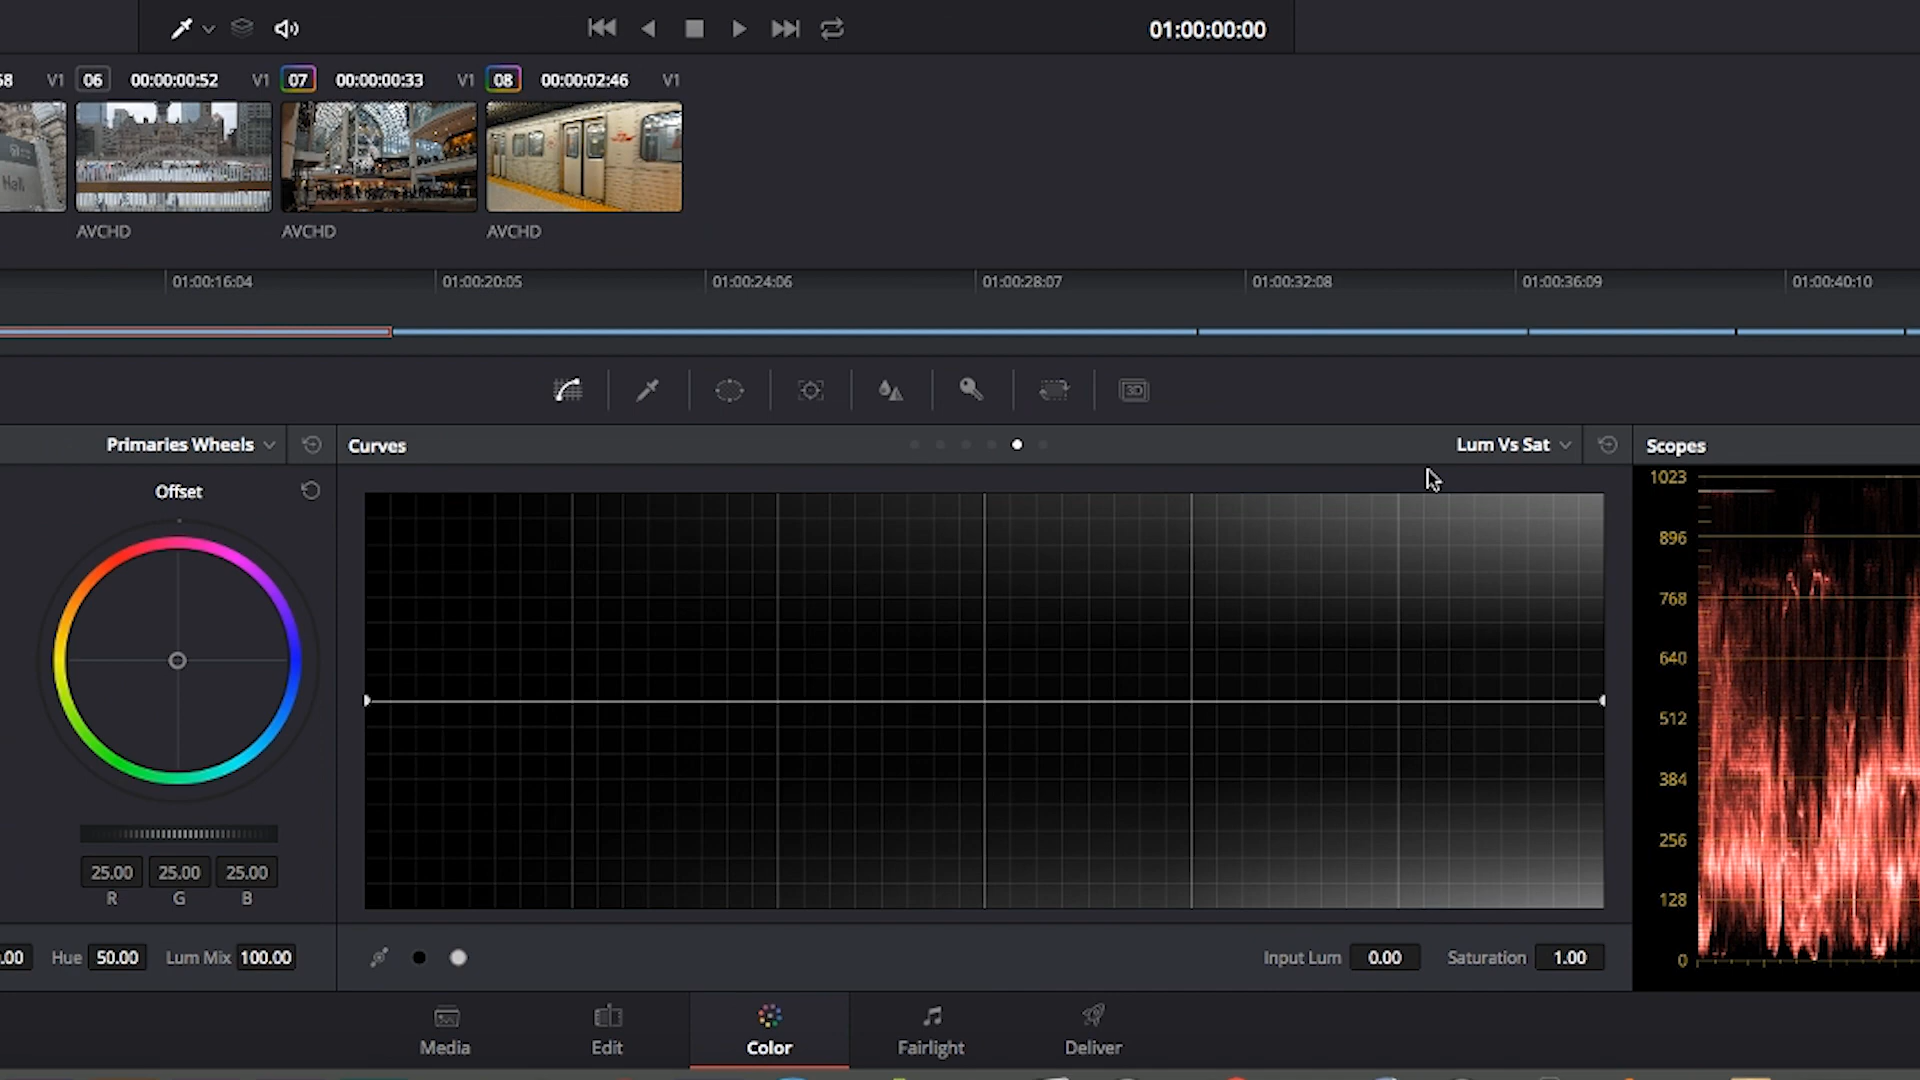 01:00:00:00
58 V1 06 00:00:00:52 V1 07 00:00:00:33 V1 08 00:00:02:46 V1
Hall
AVCHD AVCHD AVCHD
01:00:16:04 01:00:20:05 01:00:24:06 01:00:28:07 01:00:32:08 01:00:36:09 01:00:40:10
3D
Primaries Wheels Curves Lum Vs Sat Scopes
Offset
1023
896
768
640
512
384
256
128
0
25.00 25.00 25.00
R G B
.00 Hue 50.00 Lum Mix 100.00 Input Lum 0.00 Saturation 1.00
Media Edit Color Fairlight Deliver